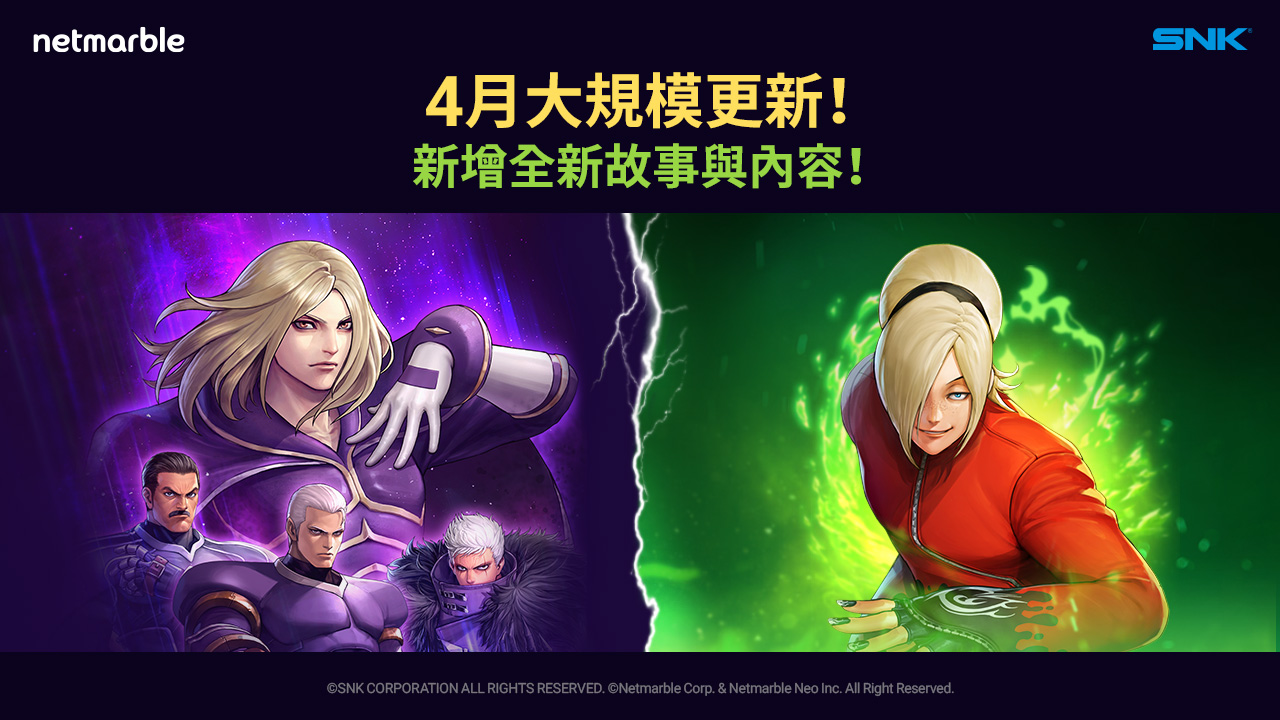 netmarble
SNK®
4月大規模更新!
新增全新故事與內容!
©SNK CORPORATION ALL RIGHTS RESERVED. ©Netmarble Corp. & Netmarble Neo Inc. All Right Reserved.